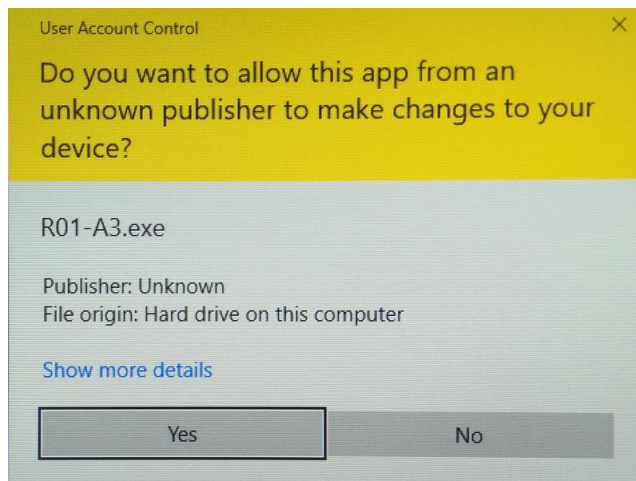 User Account Control
Do you want to allow this app from an
unknown publisher to make changes to your
device?
R01-A3.exe
Publisher: Unknown
File origin: Hard drive on this computer
Show more details
Yes
No